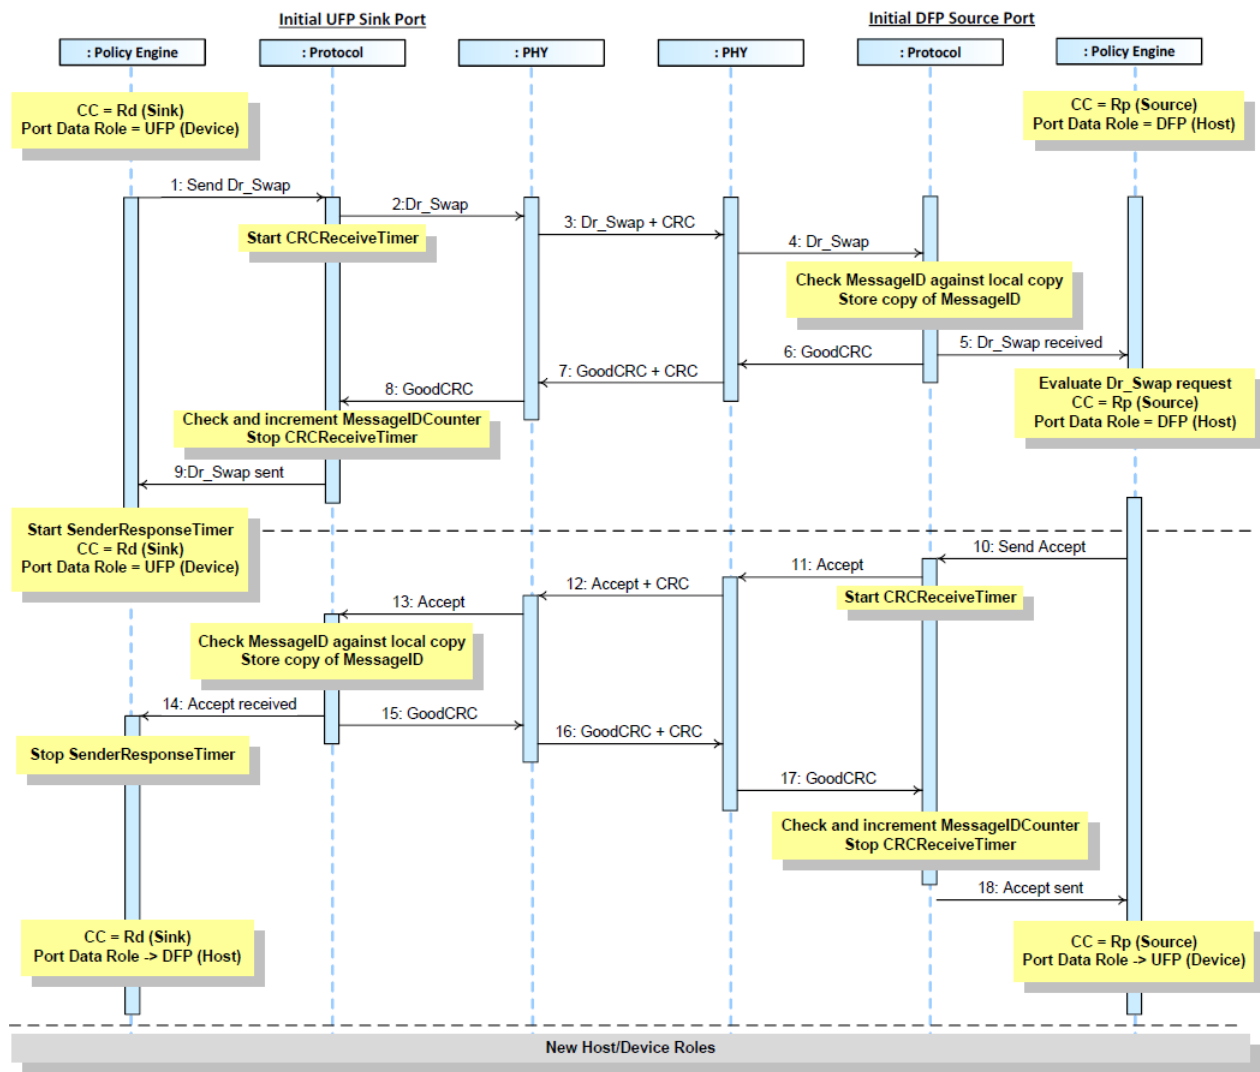 Initial UFP Sink Port
Initial DFP Source Port
: Policy Engine
: Protocol
: PHY
: PHY
: Protocol
: Policy Engine
CC = Rd (Sink)
Port Data Role = UFP (Device)
CC = Rp (Source)
Port Data Role = DFP (Host)
1: Send Dr_Swap
2:Dr_Swap
Start CRCReceiveTimer
3: Dr_Swap + CRC
4: Dr_Swap
Check MessageID against local copy
Store copy of MessageID
5: Dr_Swap received
6: GoodCRC
7: GoodCRC + CRC
8: GoodCRC
Evaluate Dr_Swap request
CC = Rp (Source)
Port Data Role = DFP (Host)
Check and increment MessageIDCounter
Stop CRCReceiveTimer
9:Dr_Swap sent
Start SenderResponseTimer
CC = Rd (Sink)
Port Data Role = UFP (Device)
10: Send Accept
11: Accept
Start CRCReceiveTimer
12: Accept + CRC
13: Accept
Check MessageID against local copy
Store copy of MessageID
14: Accept received
15: GoodCRC
Stop SenderResponseTimer
16: GoodCRC + CRC
17: GoodCRC
Check and increment MessageIDCounter
Stop CRCReceiveTimer
18: Accept sent
CC = Rd (Sink)
Port Data Role -> DFP (Host)
CC = Rp (Source)
Port Data Role -> UFP (Device)
New Host/Device Roles